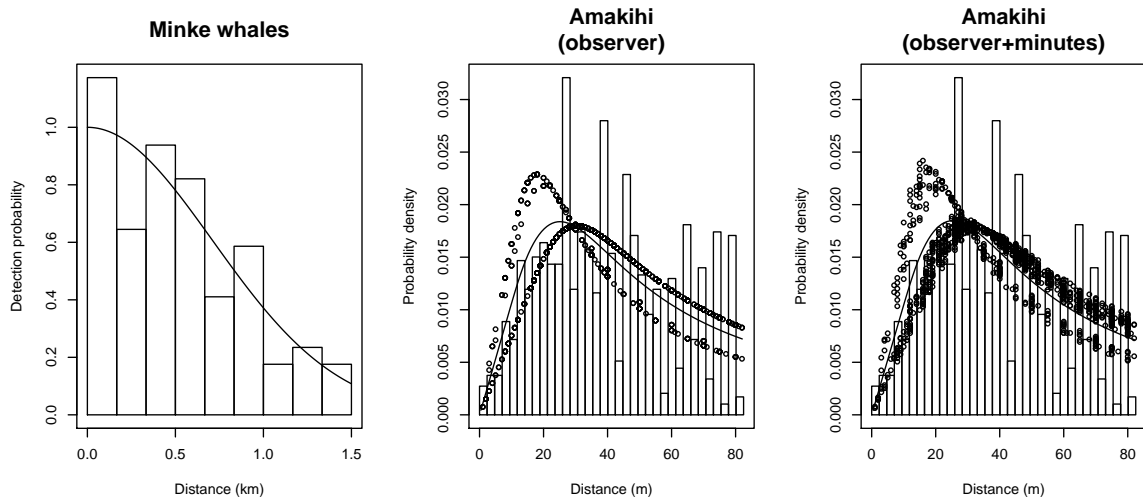 Minke whales
Detection probability
0.0
0.2
0.4
0.6
0.8
1.0
0.0 0.5 1.0 1.5
Distance (km)
Amakihi
(observer)
Probability density
0.000
0.005
0.010
0.015
0.020
0.025
0.030
0 20 40 60 80
Distance (m)
Amakihi
(observer+minutes)
Probability density
0.000
0.005
0.010
0.015
0.020
0.025
0.030
0 20 40 60 80
Distance (m)